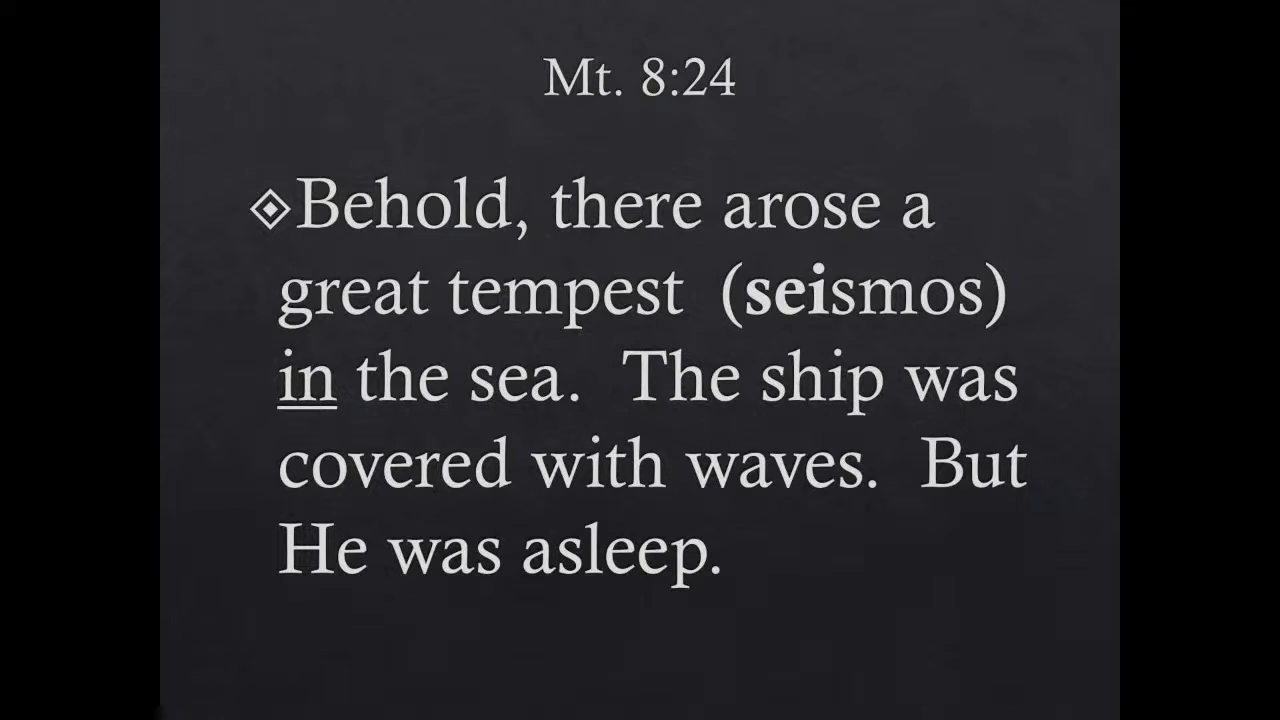 Mt. 8:24
Behold, there arose a
great tempest (seismos)
in the sea. The ship was
covered with waves. But
He was asleep.